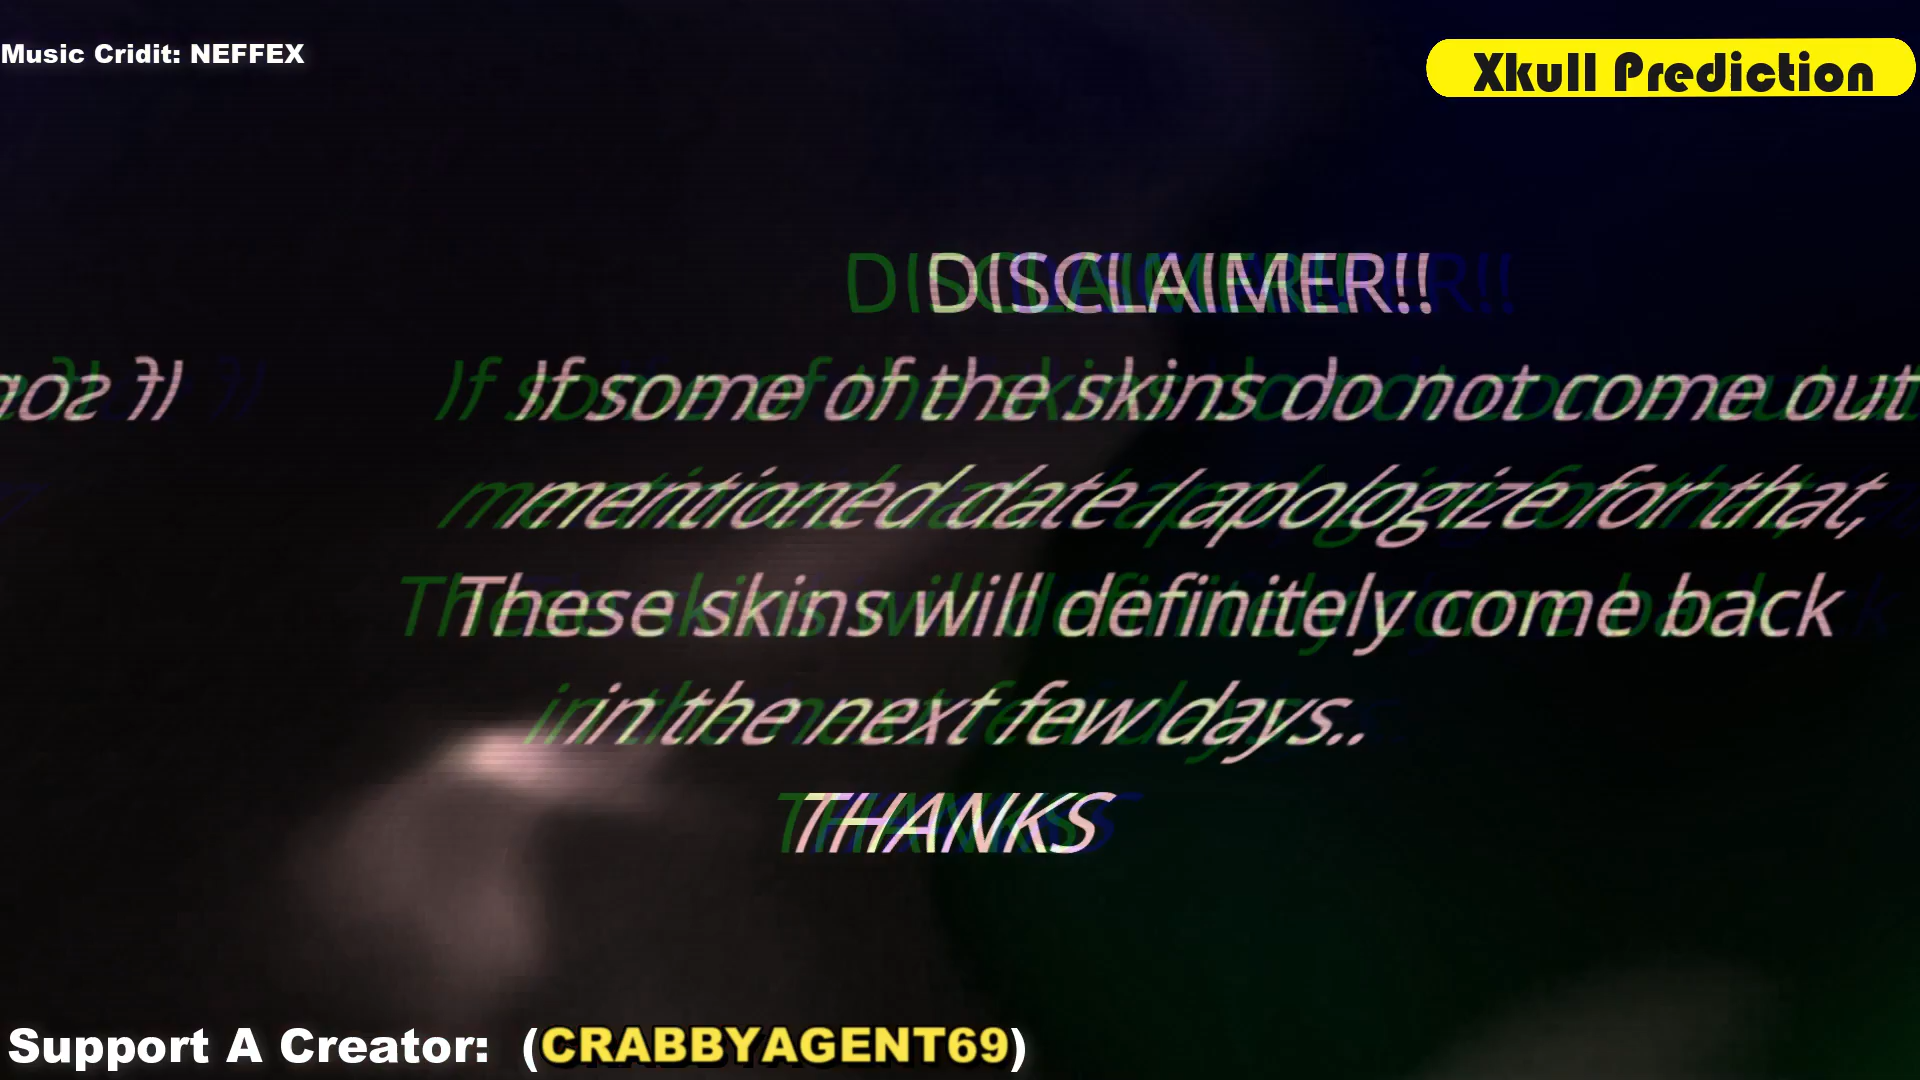 Music Cridit: NEFFEX
Xkull Prediction
DISCLAIMER!!
If some of the skins do not come out
mentioned date I apologize for that,
These skins will definitely come back
in the next few days..
THANKS
Support A Creator: (CRABBYAGENT69)